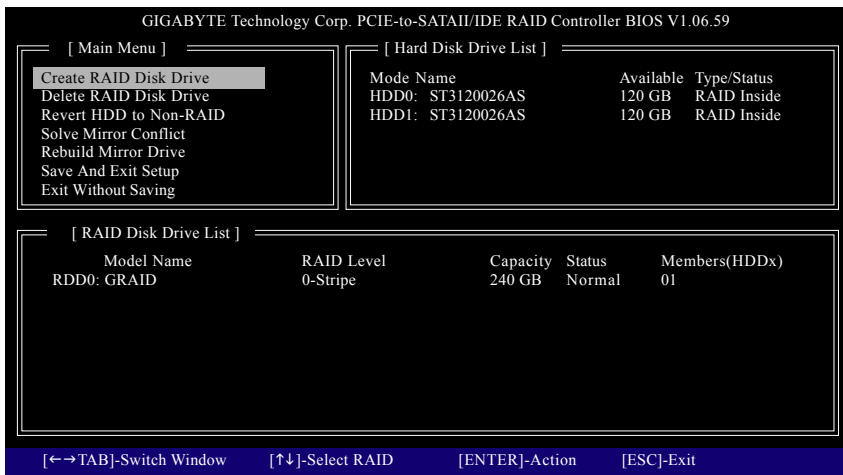 GIGABYTE Technology Corp. PCIE-to-SATAII/IDE RAID Controller BIOS V1.06.59
[ Main Menu ]
Create RAID Disk Drive
Delete RAID Disk Drive
Revert HDD to Non-RAID
Solve Mirror Conflict
Rebuild Mirror Drive
Save And Exit Setup
Exit Without Saving
[ Hard Disk Drive List ]
Mode Name Available Type/Status
HDD0: ST3120026AS 120 GB RAID Inside
HDD1: ST3120026AS 120 GB RAID Inside
[ RAID Disk Drive List ]
Model Name RAID Level Capacity Status Members(HDDx)
RDD0: GRAID 0-Stripe 240 GB Normal 01
[←→TAB]-Switch Window [↑↓]-Select RAID [ENTER]-Action [ESC]-Exit